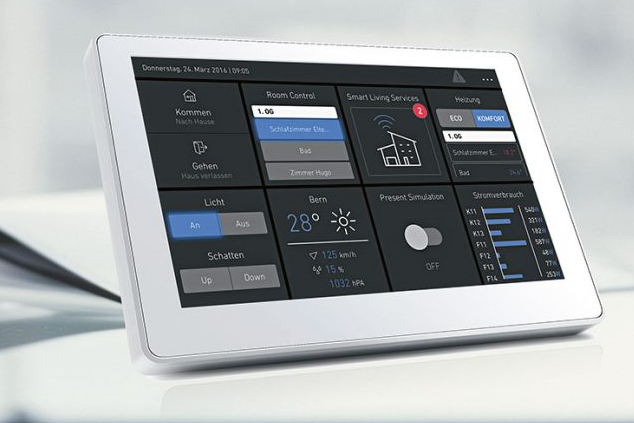 Donnerstag, 24. März 2016 | 09:05
Kommen
Nach Hause
Gehen
Haus verlassen
Room Control
1. OG
Schlafzimmer Elte...
Bad
Zimmer Hugo
Smart Living Services
2
Heizung
ECO KOMFORT
1. OG
Schlafzimmer E...
Bad
Licht
An Aus
Schatten
Up Down
Bern
28°
125 km/h
15 %
1032 hPA
Present Simulation
OFF
Stromverbrauch
K11 540W
K12 321W
K13 182W
F11 587W
F12 48W
F13 77W
F14 253W